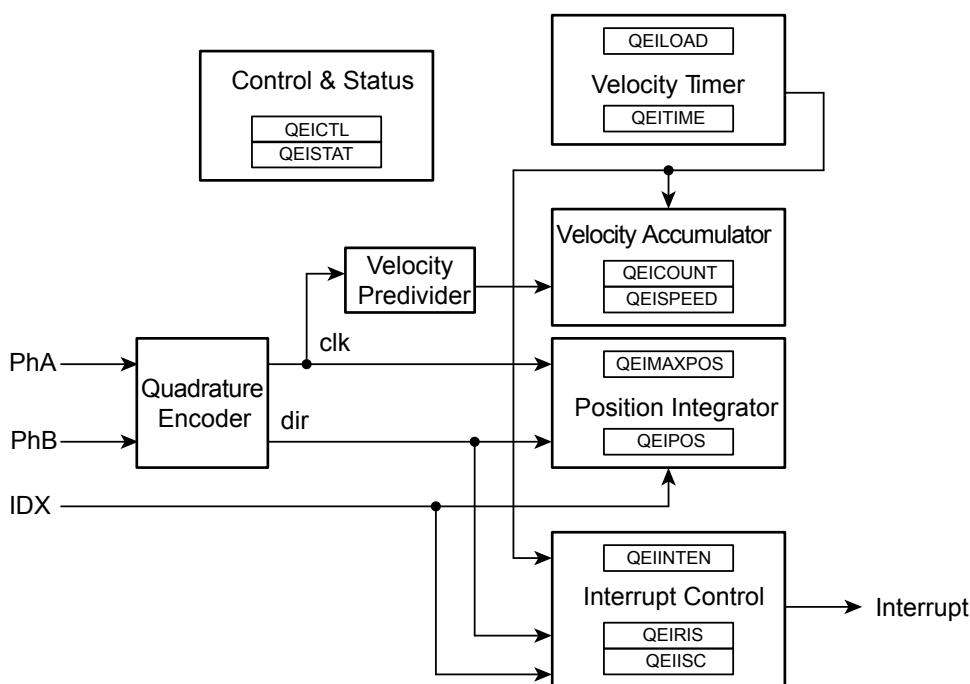 QEILOAD
Velocity Timer
QEITIME
Control & Status
QEICTL
QEISTAT
Velocity Accumulator
QEICOUNT
QEISPEED
Velocity
Predivider
clk
PhA
Quadrature
Encoder
dir
PhB
QEIMAXPOS
Position Integrator
QEIPOS
IDX
QEIINTEN
Interrupt Control
QEIRIS
QEIISC
Interrupt